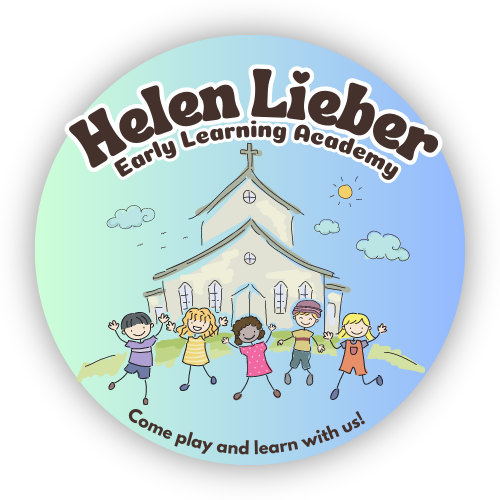 Helen Lieber
Early Learning Academy
Come play and learn with us!